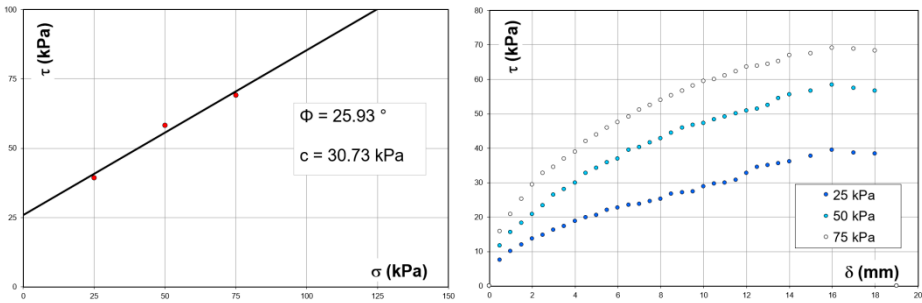 τ (kPa)
100
75
50
25
0
0 25 50 75 100 125 150
σ (kPa)
Φ = 25.93 °
c = 30.73 kPa
τ (kPa)
80
70
60
50
40
30
20
10
0
0 2 4 6 8 10 12 14 16 18 20
δ (mm)
25 kPa
50 kPa
75 kPa